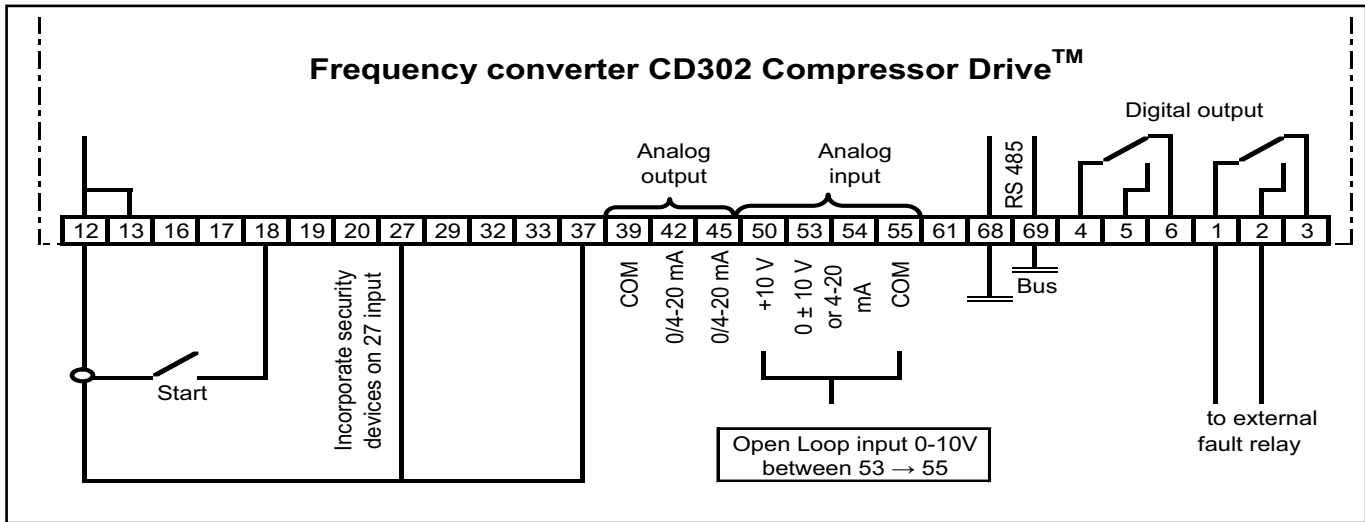 Frequency converter CD302 Compressor Drive™
Digital output
Analog
output
Analog
input
RS 485
12 13 16 17 18 19 20 27 29 32 33 37 39 42 45 50 53 54 55 61 68 69 4 5 6 1 2 3
Incorporate security
devices on 27 input
COM
0/4-20 mA
0/4-20 mA
+10 V
0 ± 10 V
or 4-20
mA
COM
Bus
Start
to external
fault relay
Open Loop input 0-10V
between 53 → 55